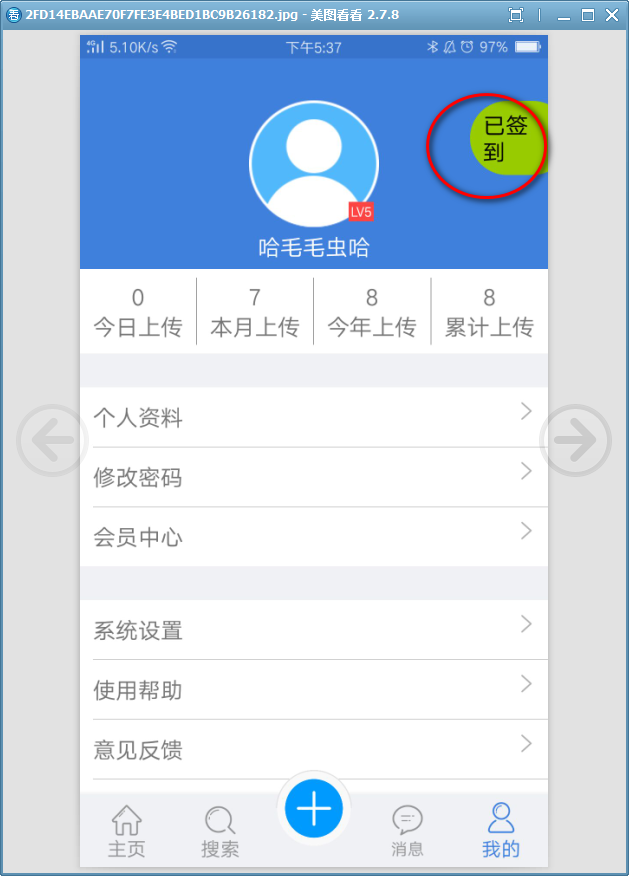 2FD14EBAAE70F7FE3E4BED1BC9B26182.jpg - 美图看看 2.7.8
4G 5.10K/s 下午5:37 97%
已签
到
LV5
哈毛毛虫哈
0 7 8 8
今日上传 本月上传 今年上传 累计上传
个人资料
修改密码
会员中心
系统设置
使用帮助
意见反馈
主页 搜索 消息 我的